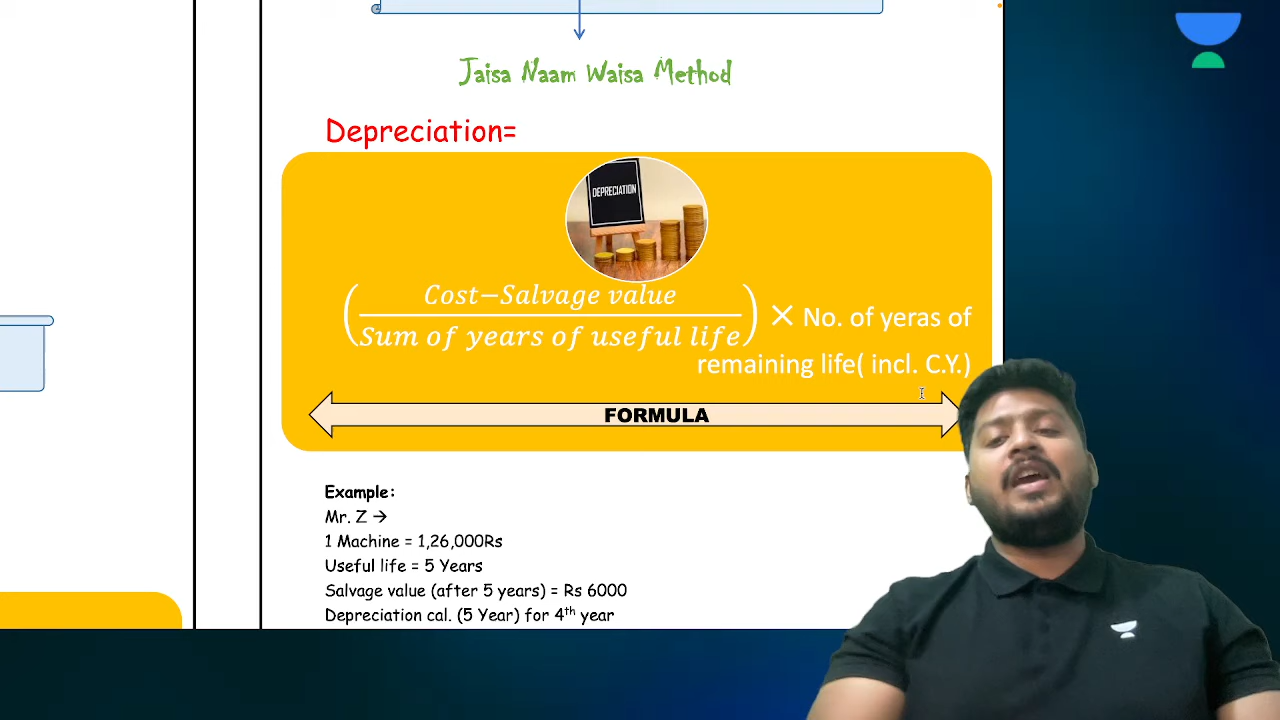 Jaisa Naam Waisa Method
Depreciation=
DEPRECIATION
(Cost−Salvage value / Sum of years of useful life) × No. of yeras of
remaining life( incl. C.Y.)
FORMULA
Example:
Mr. Z →
1 Machine = 1,26,000Rs
Useful life = 5 Years
Salvage value (after 5 years) = Rs 6000
Depreciation cal. (5 Year) for 4th year